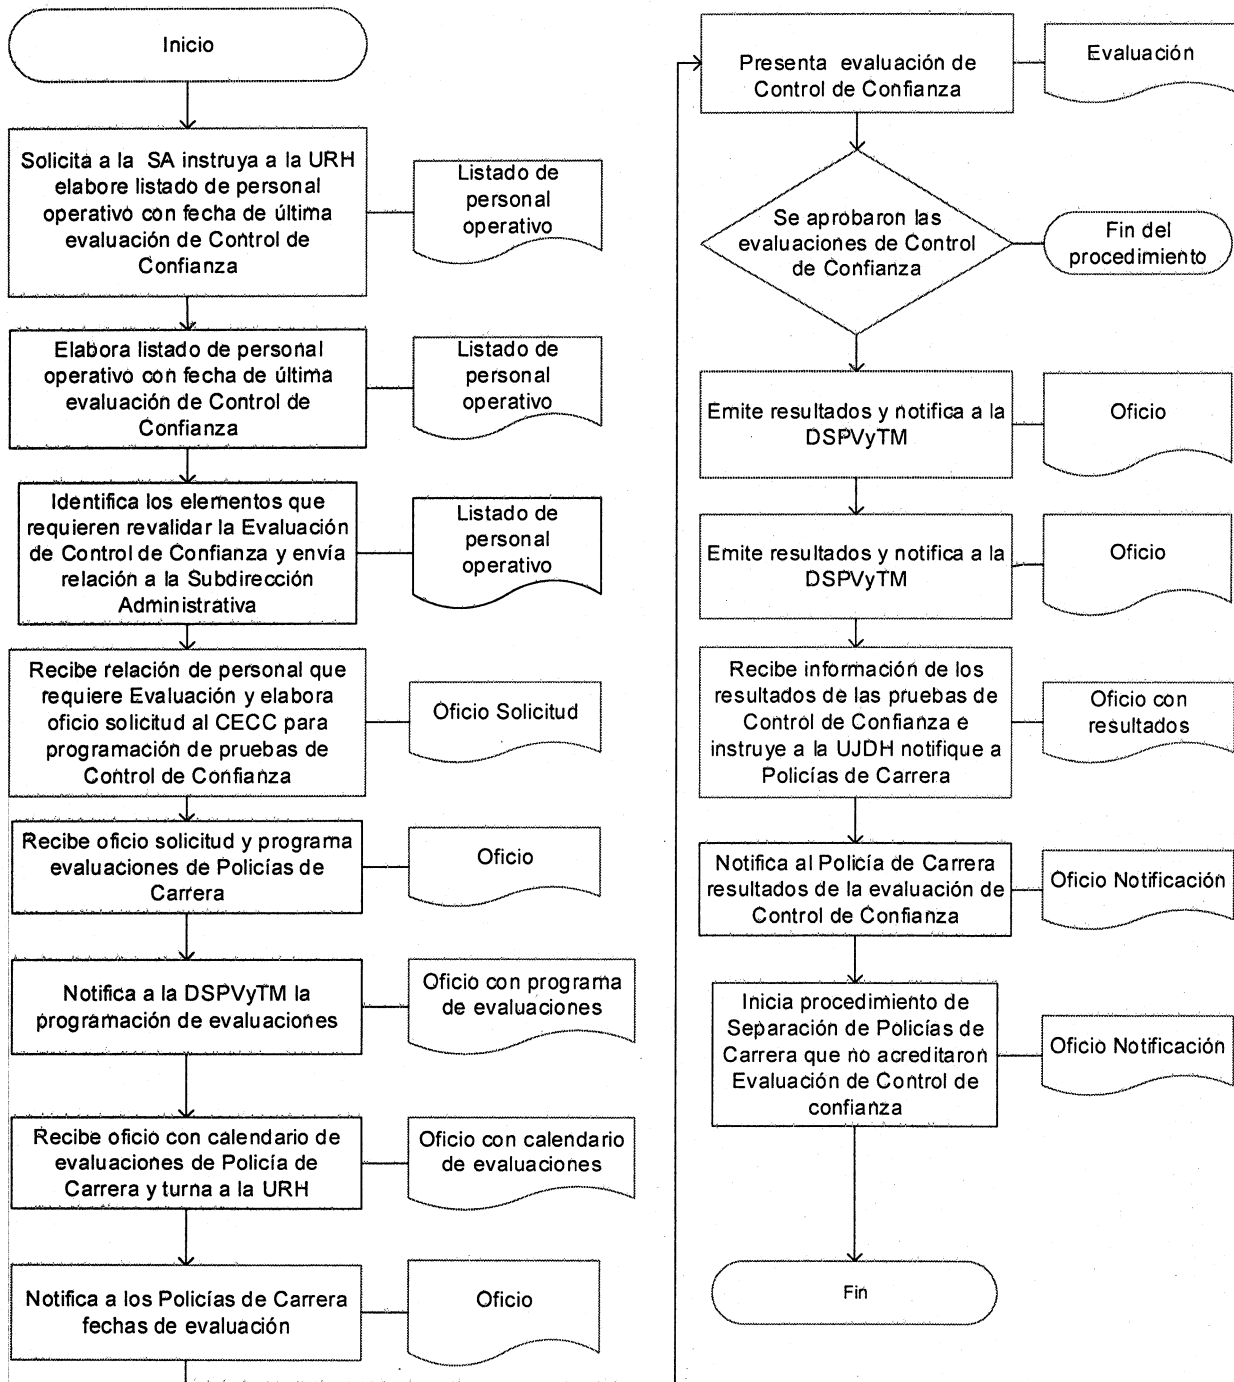 Inicio
Solicita a la SA instruya a la URH
elabore listado de personal
operativo con fecha de última
evaluación de Control de
Confianza
Listado de
personal
operativo
Elabora listado de personal
operativo con fecha de última
evaluación de Control de
Confianza
Listado de
personal
operativo
Identifica los elementos que
requieren revalidar la Evaluación
de Control de Confianza y envía
relación a la Subdirección
Administrativa
Listado de
personal
operativo
Recibe relación de personal que
requiere Evaluación y elabora
oficio solicitud al CECC para
programación de pruebas de
Control de Confianza
Oficio Solicitud
Recibe oficio solicitud y programa
evaluaciones de Policías de
Carrera
Oficio
Notifica a la DSPVyTM la
programación de evaluaciones
Oficio con programa
de evaluaciones
Recibe oficio con calendario de
evaluaciones de Policía de
Carrera y turna a la URH
Oficio con calendario
de evaluaciones
Notifica a los Policías de Carrera
fechas de evaluación
Oficio
Presenta evaluación de
Control de Confianza
Evaluación
Se aprobaron las
evaluaciones de Control
de Confianza
Fin del
procedimiento
Emite resultados y notifica a la
DSPVyTM
Oficio
Emite resultados y notifica a la
DSPVyTM
Oficio
Recibe información de los
resultados de las pruebas de
Control de Confianza e
instruye a la UJDH notifique a
Policías de Carrera
Oficio con
resultados
Notifica al Policía de Carrera
resultados de la evaluación de
Control de Confianza
Oficio Notificación
Inicia procedimiento de
Separación de Policías de
Carrera que no acreditaron
Evaluación de Control de
confianza
Oficio Notificación
Fin